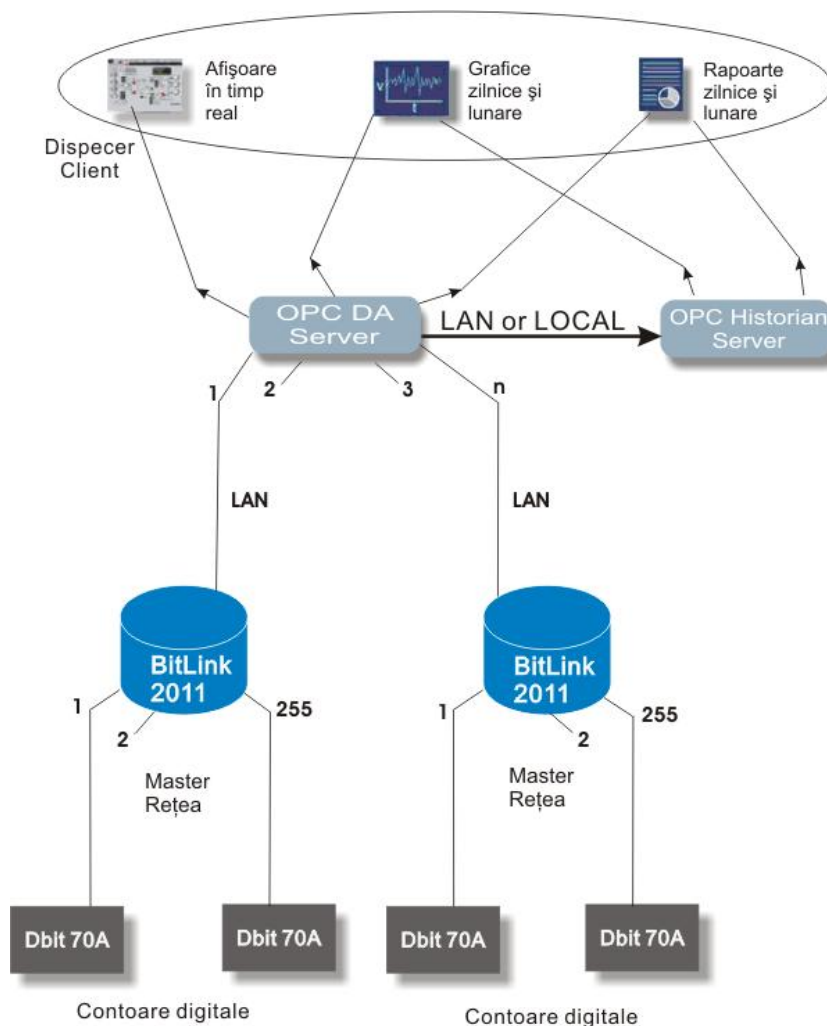 Afişoare
în timp
real
Grafice
zilnice şi
lunare
V
t
Rapoarte
zilnice şi
lunare
Dispecer
Client
OPC DA
Server
LAN or LOCAL
OPC Historian
Server
1
2
3
n
LAN
LAN
BitLink
2011
BitLink
2011
1
2
255
1
2
255
Master
Reţea
Master
Reţea
Dbit 70A
Dbit 70A
Dbit 70A
Dbit 70A
Contoare digitale
Contoare digitale